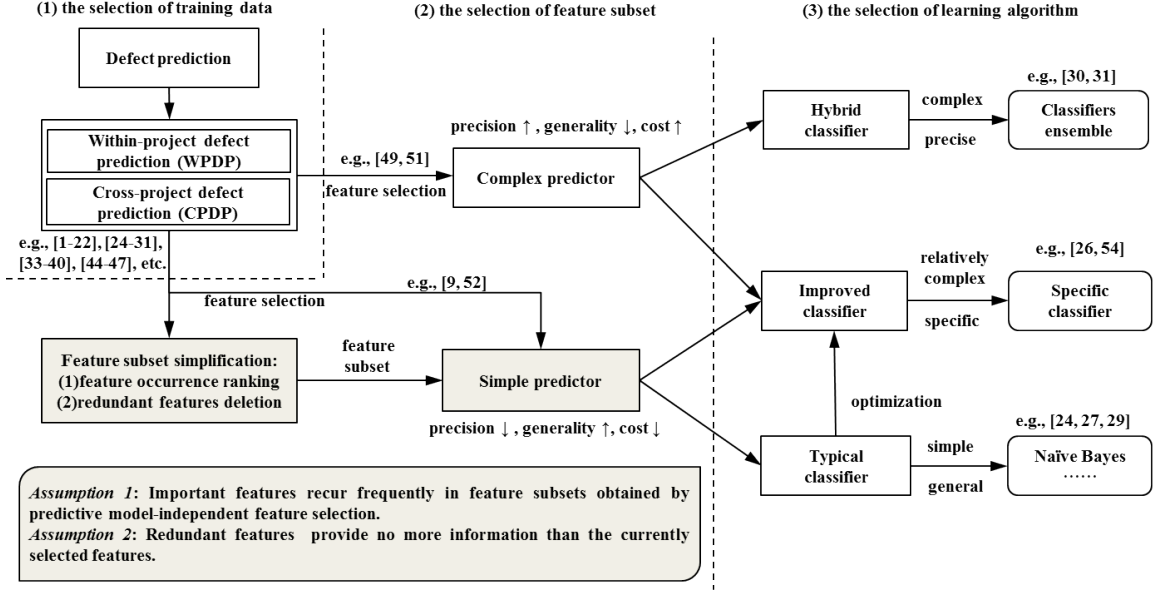 (1) the selection of training data
(2) the selection of feature subset
(3) the selection of learning algorithm
Defect prediction
Within-project defect
prediction (WPDP)
Cross-project defect
prediction (CPDP)
e.g., [1-22], [24-31],
[33-40], [44-47], etc.
e.g., [49, 51]
feature selection
precision ↑ , generality ↓, cost ↑
Complex predictor
feature selection
e.g., [9, 52]
Feature subset simplification:
(1)feature occurrence ranking
(2)redundant features deletion
feature
subset
Simple predictor
precision ↓ , generality ↑, cost ↓
Hybrid
classifier
complex
precise
e.g., [30, 31]
Classifiers
ensemble
Improved
classifier
relatively
complex
specific
e.g., [26, 54]
Specific
classifier
optimization
Typical
classifier
simple
general
e.g., [24, 27, 29]
Naïve Bayes
······
Assumption 1: Important features recur frequently in feature subsets obtained by
predictive model-independent feature selection.
Assumption 2: Redundant features provide no more information than the currently
selected features.